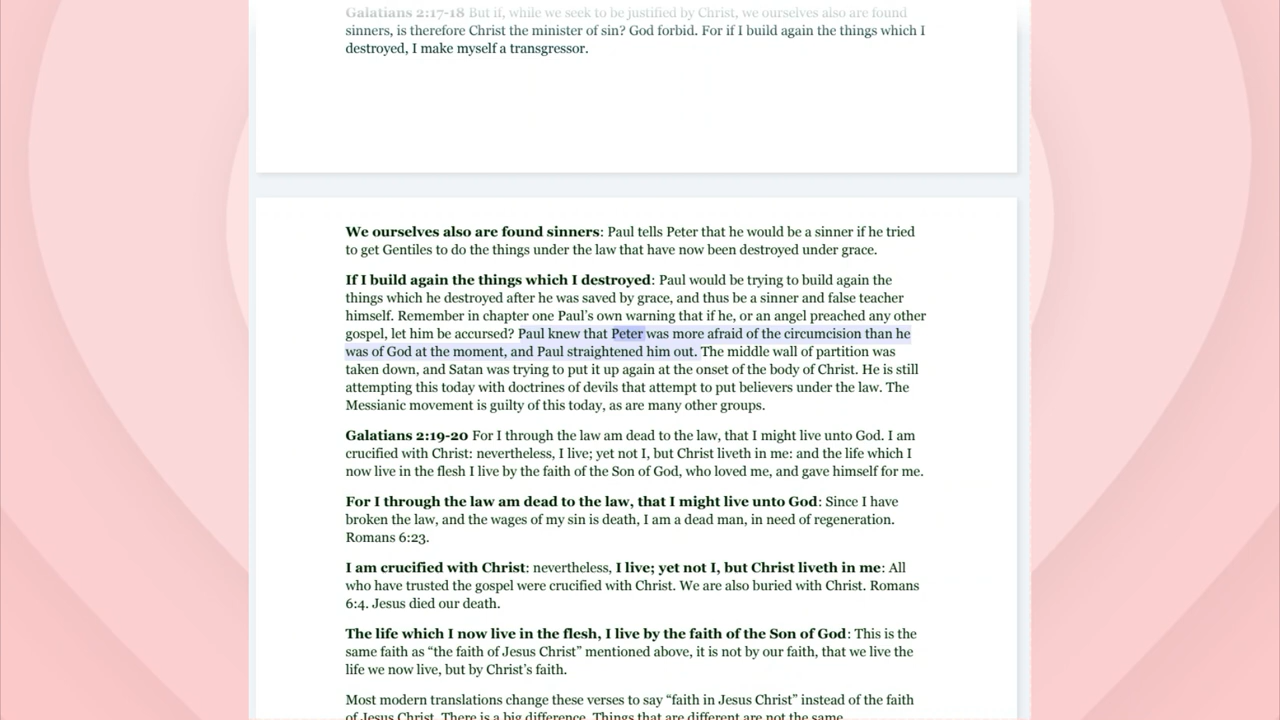 Galatians 2:17-18 But if, while we seek to be justified by Christ, we ourselves also are found
sinners, is therefore Christ the minister of sin? God forbid. For if I build again the things which I
destroyed, I make myself a transgressor.
We ourselves also are found sinners: Paul tells Peter that he would be a sinner if he tried
to get Gentiles to do the things under the law that have now been destroyed under grace.
If I build again the things which I destroyed: Paul would be trying to build again the
things which he destroyed after he was saved by grace, and thus be a sinner and false teacher
himself. Remember in chapter one Paul’s own warning that if he, or an angel preached any other
gospel, let him be accursed? Paul knew that Peter was more afraid of the circumcision than he
was of God at the moment, and Paul straightened him out. The middle wall of partition was
taken down, and Satan was trying to put it up again at the onset of the body of Christ. He is still
attempting this today with doctrines of devils that attempt to put believers under the law. The
Messianic movement is guilty of this today, as are many other groups.
Galatians 2:19-20 For I through the law am dead to the law, that I might live unto God. I am
crucified with Christ: nevertheless, I live; yet not I, but Christ liveth in me: and the life which I
now live in the flesh I live by the faith of the Son of God, who loved me, and gave himself for me.
For I through the law am dead to the law, that I might live unto God: Since I have
broken the law, and the wages of my sin is death, I am a dead man, in need of regeneration.
Romans 6:23.
I am crucified with Christ: nevertheless, I live; yet not I, but Christ liveth in me: All
who have trusted the gospel were crucified with Christ. We are also buried with Christ. Romans
6:4. Jesus died our death.
The life which I now live in the flesh, I live by the faith of the Son of God: This is the
same faith as “the faith of Jesus Christ” mentioned above, it is not by our faith, that we live the
life we now live, but by Christ’s faith.
Most modern translations change these verses to say “faith in Jesus Christ” instead of the faith
of Jesus Christ. There is a big difference. Things that are different are not the same.